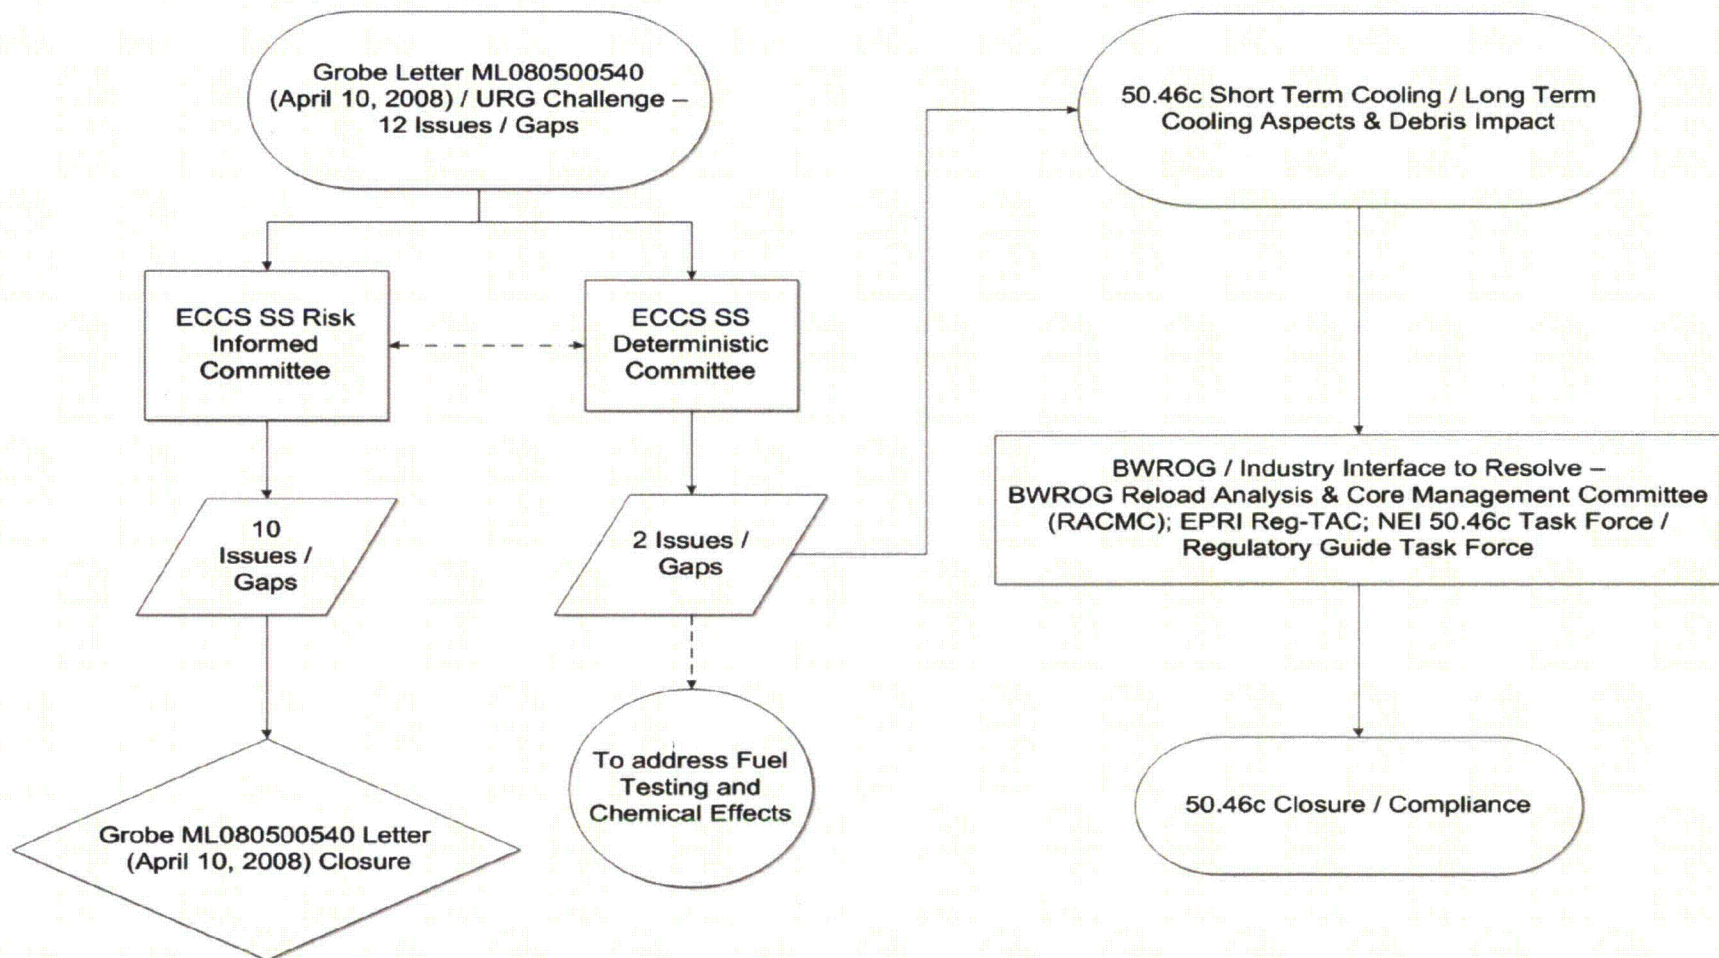 Grobe Letter ML080500540
(April 10, 2008) / URG Challenge –
12 Issues / Gaps
50.46c Short Term Cooling / Long Term
Cooling Aspects & Debris Impact
ECCS SS Risk
Informed
Committee
ECCS SS
Deterministic
Committee
10
Issues /
Gaps
2 Issues /
Gaps
BWROG / Industry Interface to Resolve –
BWROG Reload Analysis & Core Management Committee
(RACMC); EPRI Reg-TAC; NEI 50.46c Task Force /
Regulatory Guide Task Force
Grobe ML080500540 Letter
(April 10, 2008) Closure
To address Fuel
Testing and
Chemical Effects
50.46c Closure / Compliance